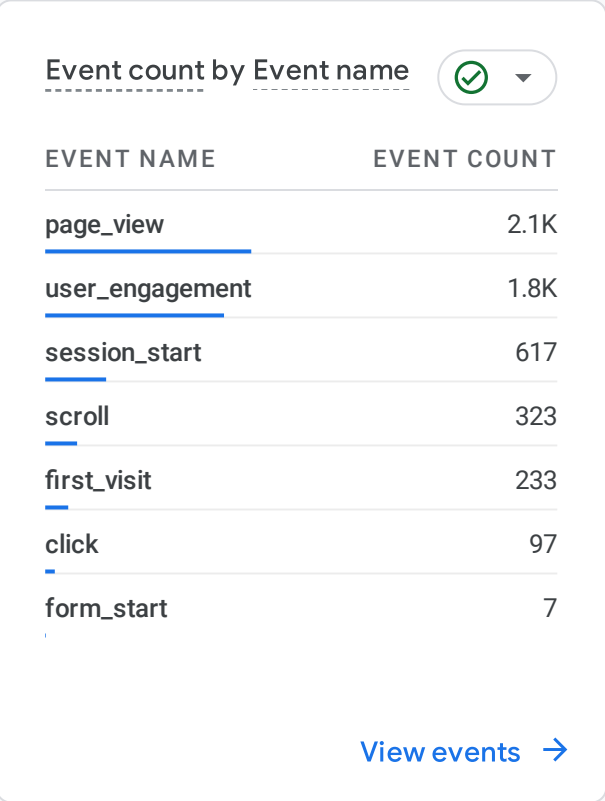 Event count by Event name
EVENT NAME EVENT COUNT
page_view 2.1K
user_engagement 1.8K
session_start 617
scroll 323
first_visit 233
click 97
form_start 7
View events